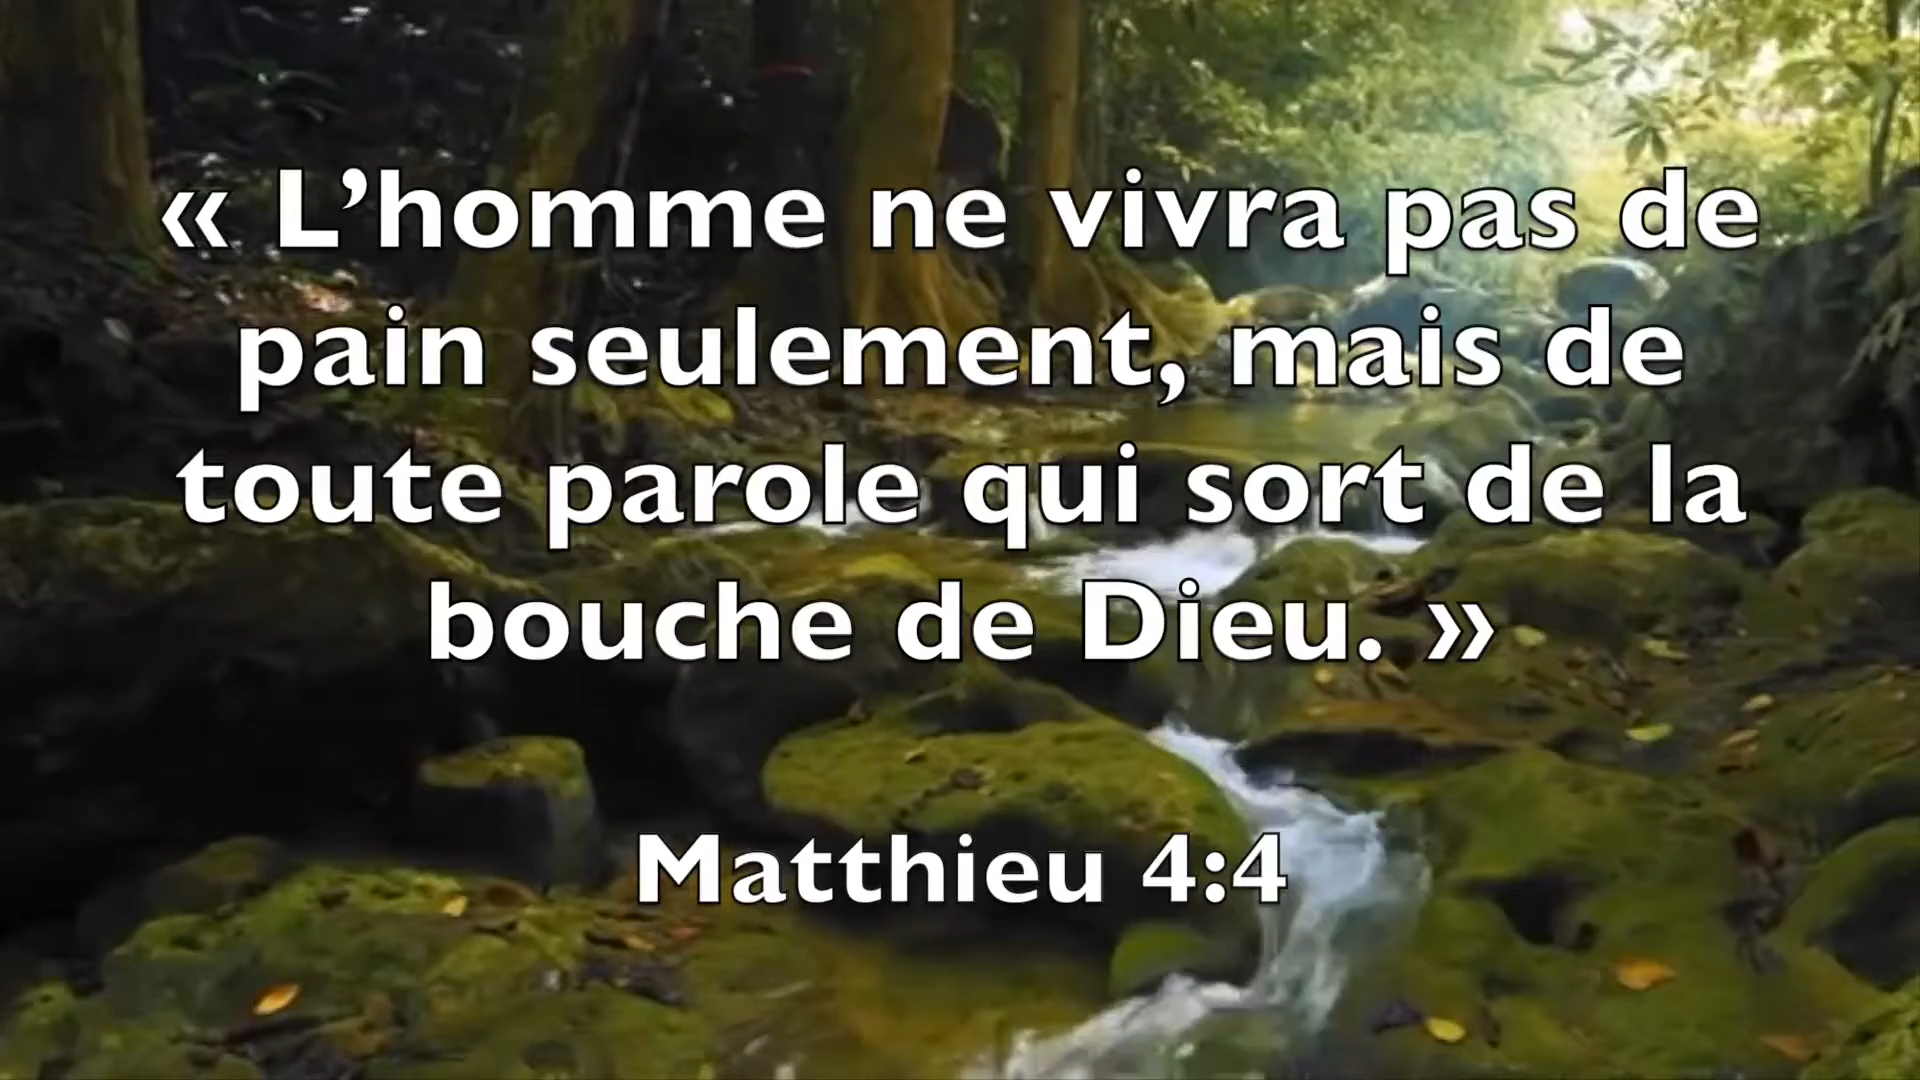 « L’homme ne vivra pas de
pain seulement, mais de
toute parole qui sort de la
bouche de Dieu. »
Matthieu 4:4